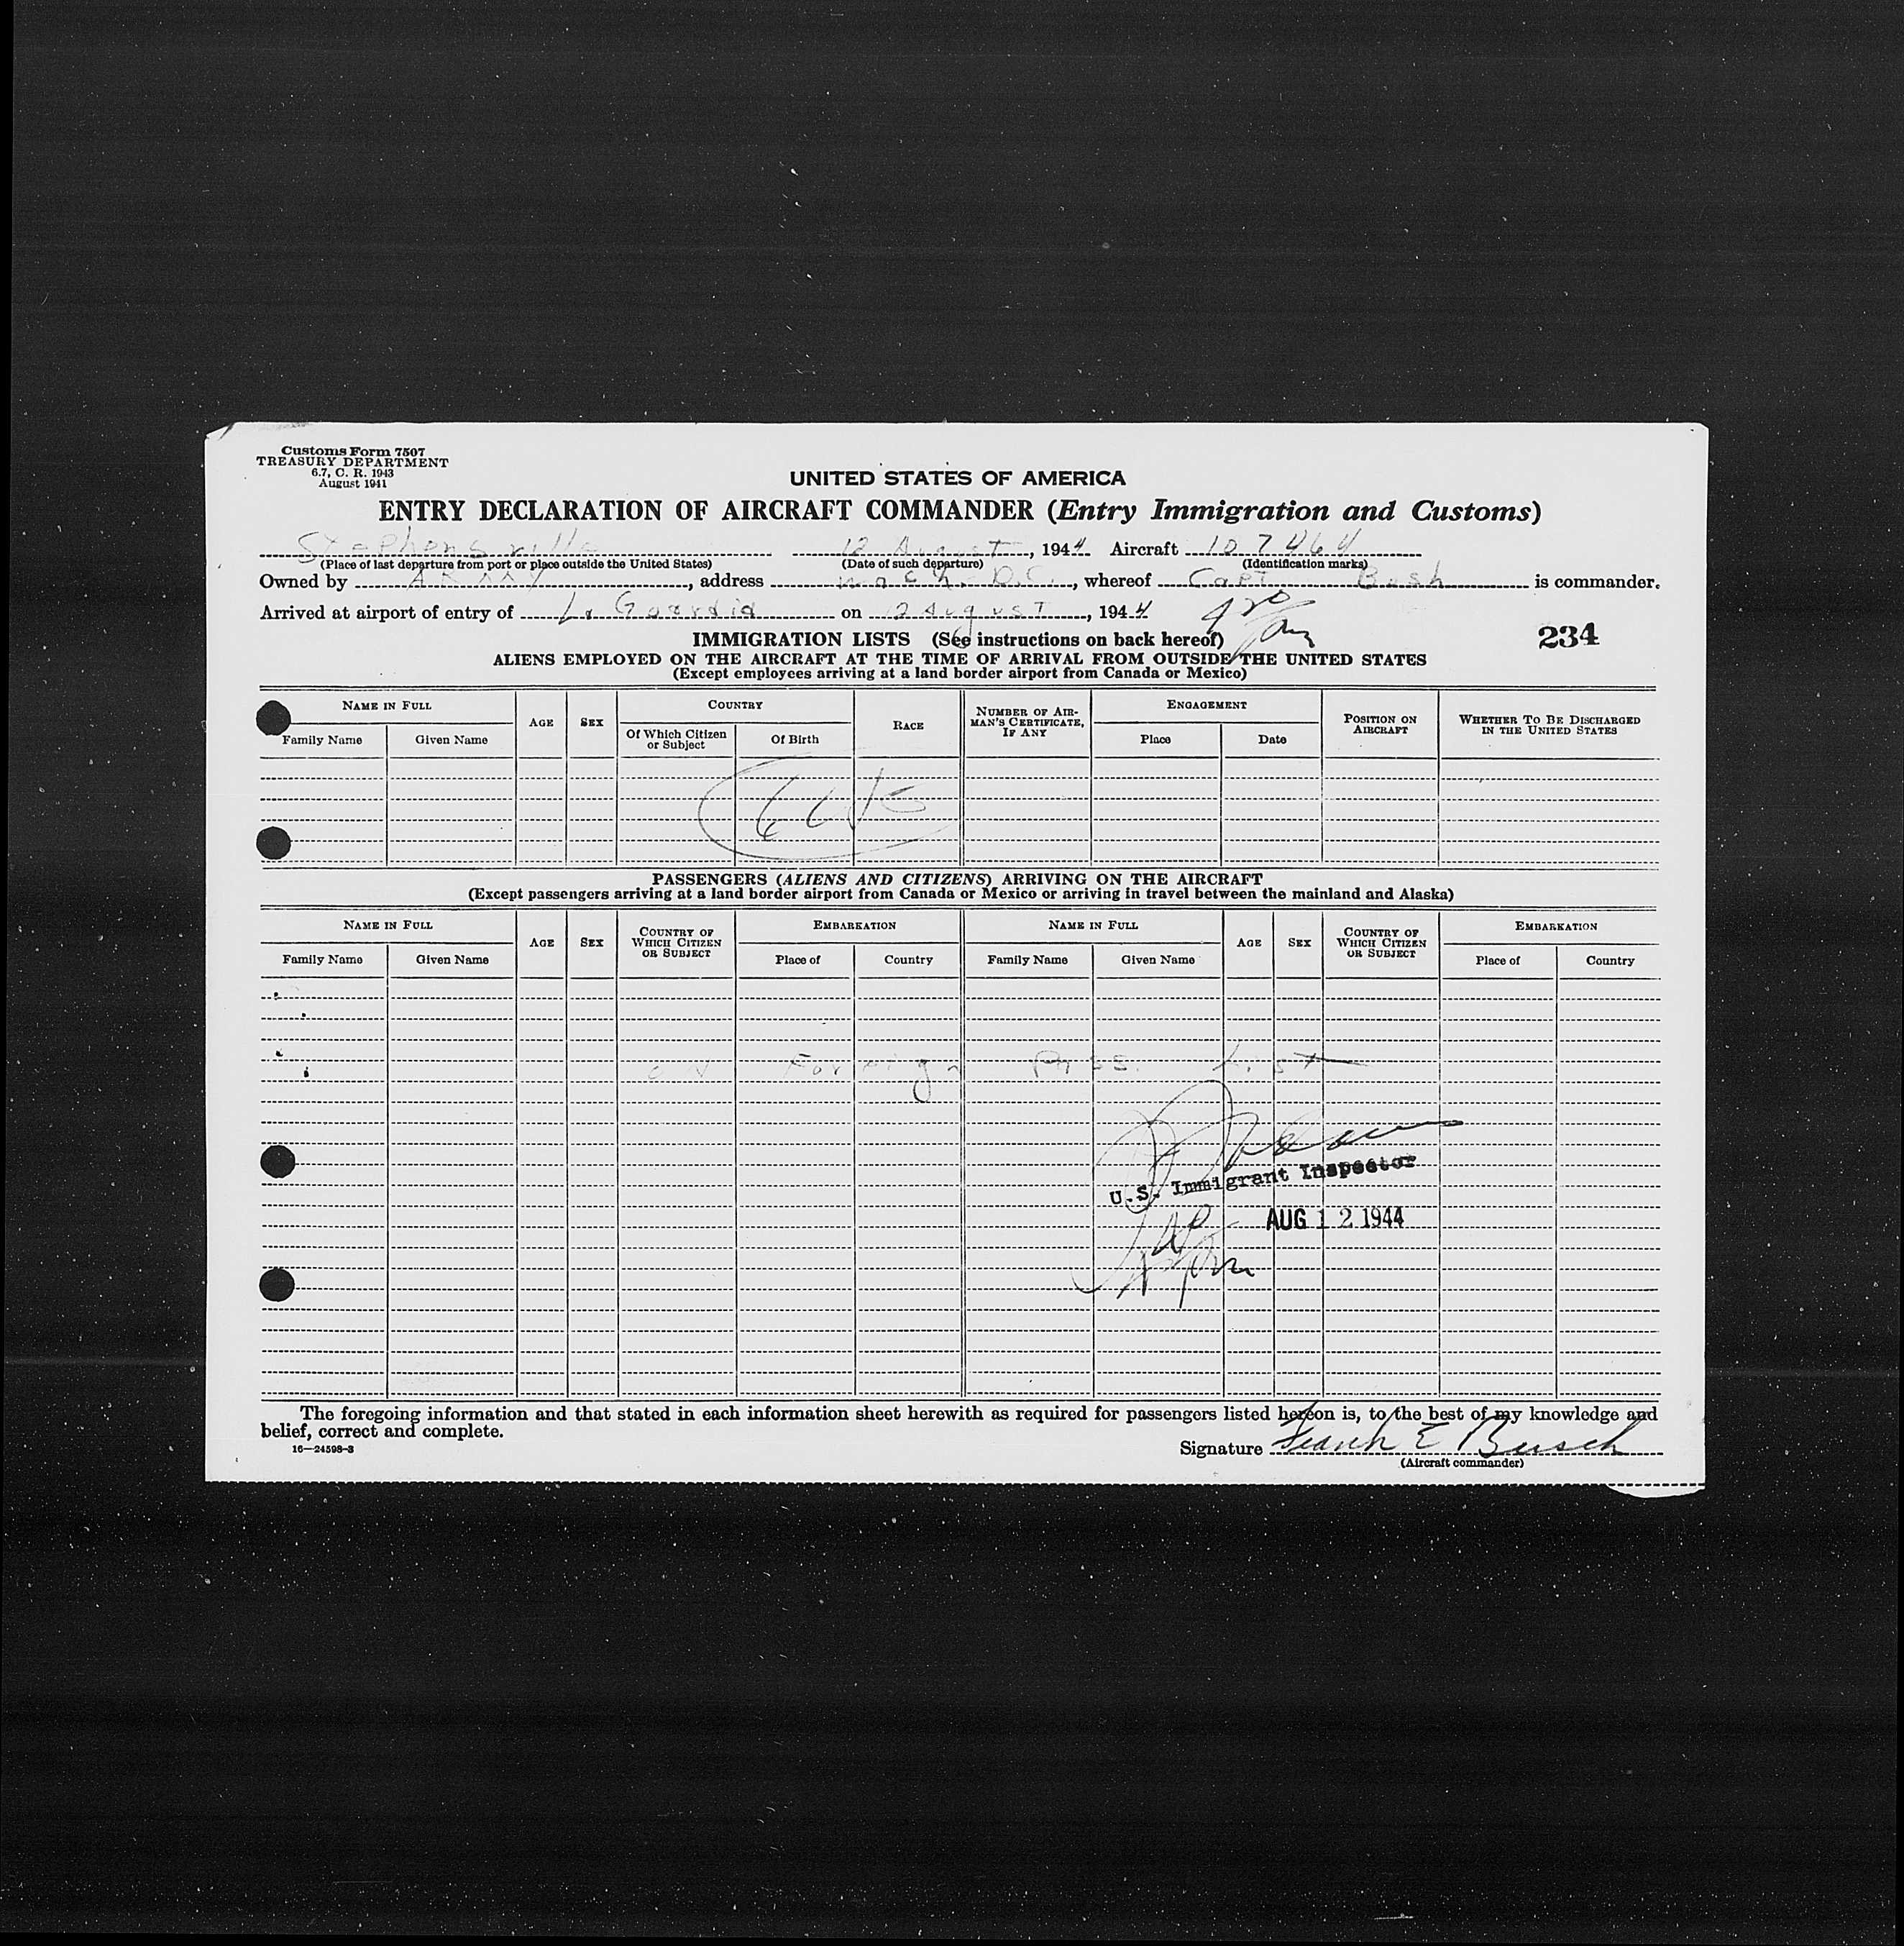 Customs Form 7507
TREASURY DEPARTMENT
6.7, C. R. 1943
August 1941
UNITED STATES OF AMERICA
ENTRY DECLARATION OF AIRCRAFT COMMANDER (Entry Immigration and Customs)
Stephensville 12 August, 1944 Aircraft 107464
(Place of last departure from port or place outside the United States) (Date of such departure) (Identification marks)
Owned by ARMY, address Wash. D.C., whereof Capt Bush is commander.
Arrived at airport of entry of La Guardia on 12 August, 1944
IMMIGRATION LISTS (See instructions on back hereof)
234
ALIENS EMPLOYED ON THE AIRCRAFT AT THE TIME OF ARRIVAL FROM OUTSIDE THE UNITED STATES
(Except employees arriving at a land border airport from Canada or Mexico)
NAME IN FULL AGE SEX COUNTRY RACE NUMBER OF AIRMAN'S CERTIFICATE, IF ANY ENGAGEMENT POSITION ON AIRCRAFT WHETHER TO BE DISCHARGED IN THE UNITED STATES
Family Name Given Name Of Which Citizen or Subject Of Birth Place Date
PASSENGERS (ALIENS AND CITIZENS) ARRIVING ON THE AIRCRAFT
(Except passengers arriving at a land border airport from Canada or Mexico or arriving in travel between the mainland and Alaska)
NAME IN FULL AGE SEX COUNTRY OF WHICH CITIZEN OR SUBJECT EMBARKATION NAME IN FULL AGE SEX COUNTRY OF WHICH CITIZEN OR SUBJECT EMBARKATION
Family Name Given Name Place of Country Family Name Given Name Place of Country
ON Foreign Pass. List
U.S. Immigrant Inspector
AUG 12 1944
The foregoing information and that stated in each information sheet herewith as required for passengers listed hereon is, to the best of my knowledge and
belief, correct and complete.
16—24598-3
Signature Frank E Busch
(Aircraft commander)